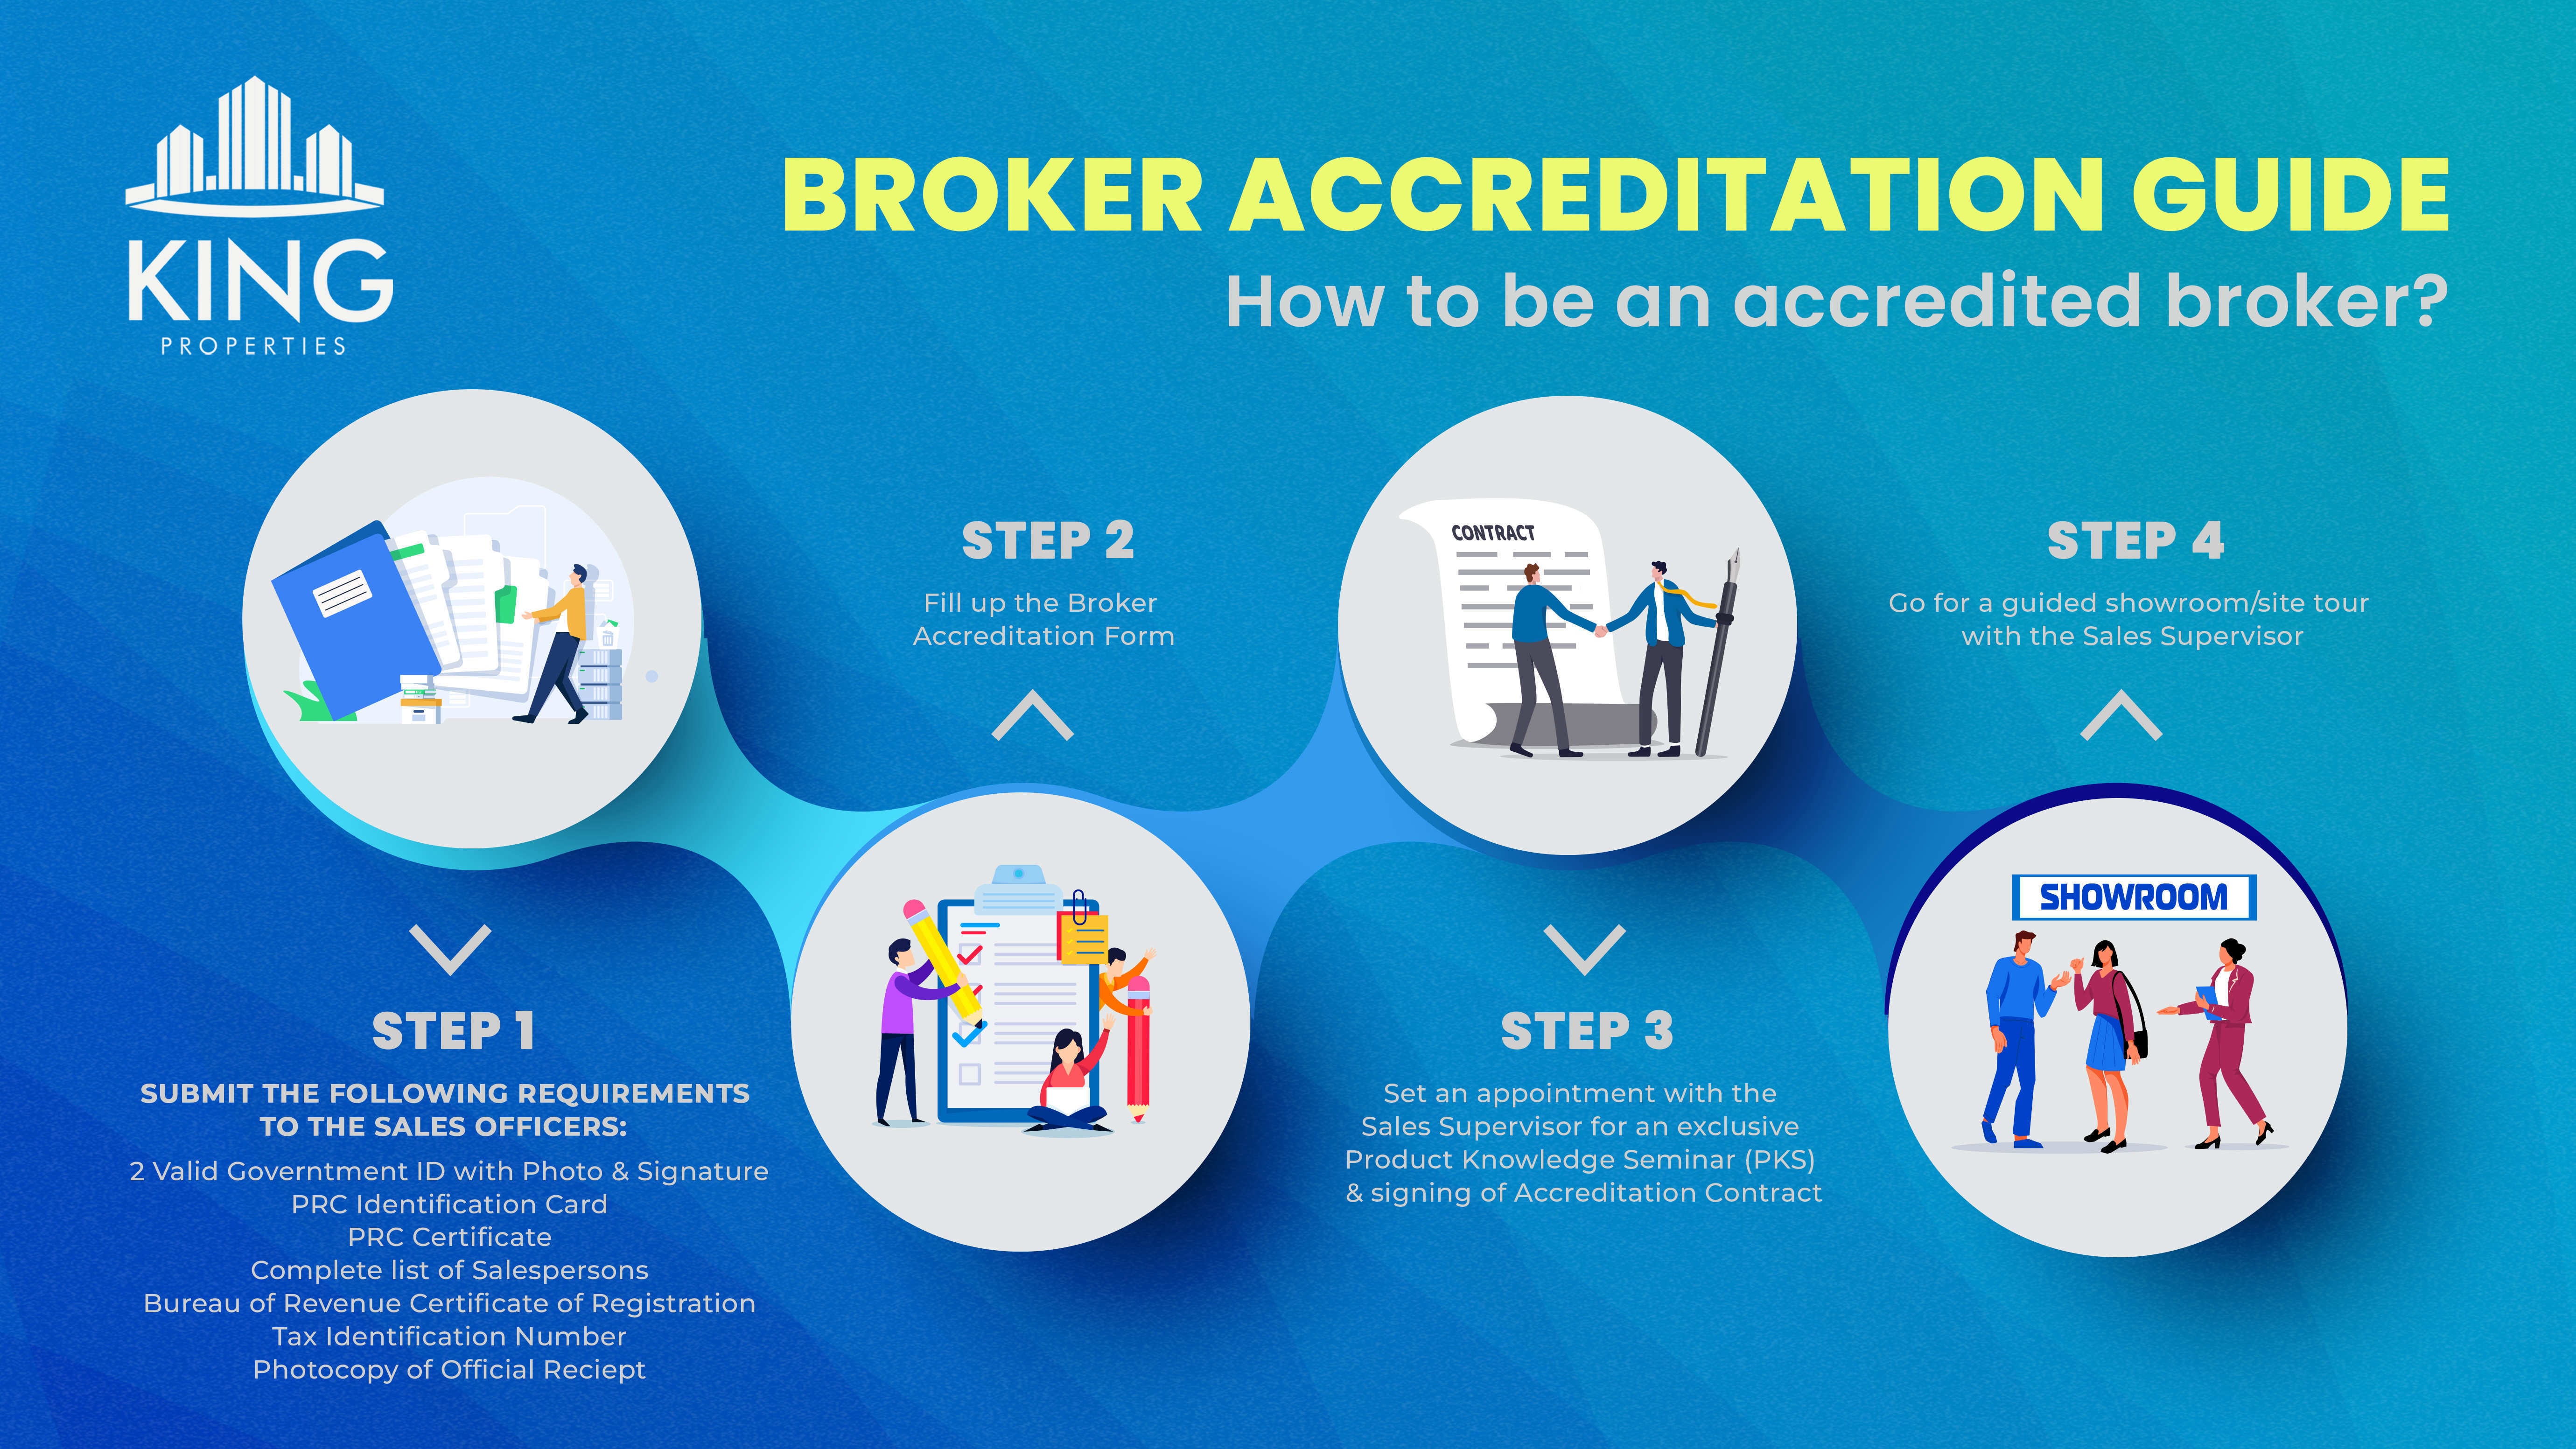 KING
PROPERTIES
BROKER ACCREDITATION GUIDE
How to be an accredited broker?
STEP 1
SUBMIT THE FOLLOWING REQUIREMENTS
TO THE SALES OFFICERS:
2 Valid Governtment ID with Photo & Signature
PRC Identification Card
PRC Certificate
Complete list of Salespersons
Bureau of Revenue Certificate of Registration
Tax Identification Number
Photocopy of Official Reciept
STEP 2
Fill up the Broker
Accreditation Form
CONTRACT
STEP 3
Set an appointment with the
Sales Supervisor for an exclusive
Product Knowledge Seminar (PKS)
& signing of Accreditation Contract
STEP 4
Go for a guided showroom/site tour
with the Sales Supervisor
SHOWROOM